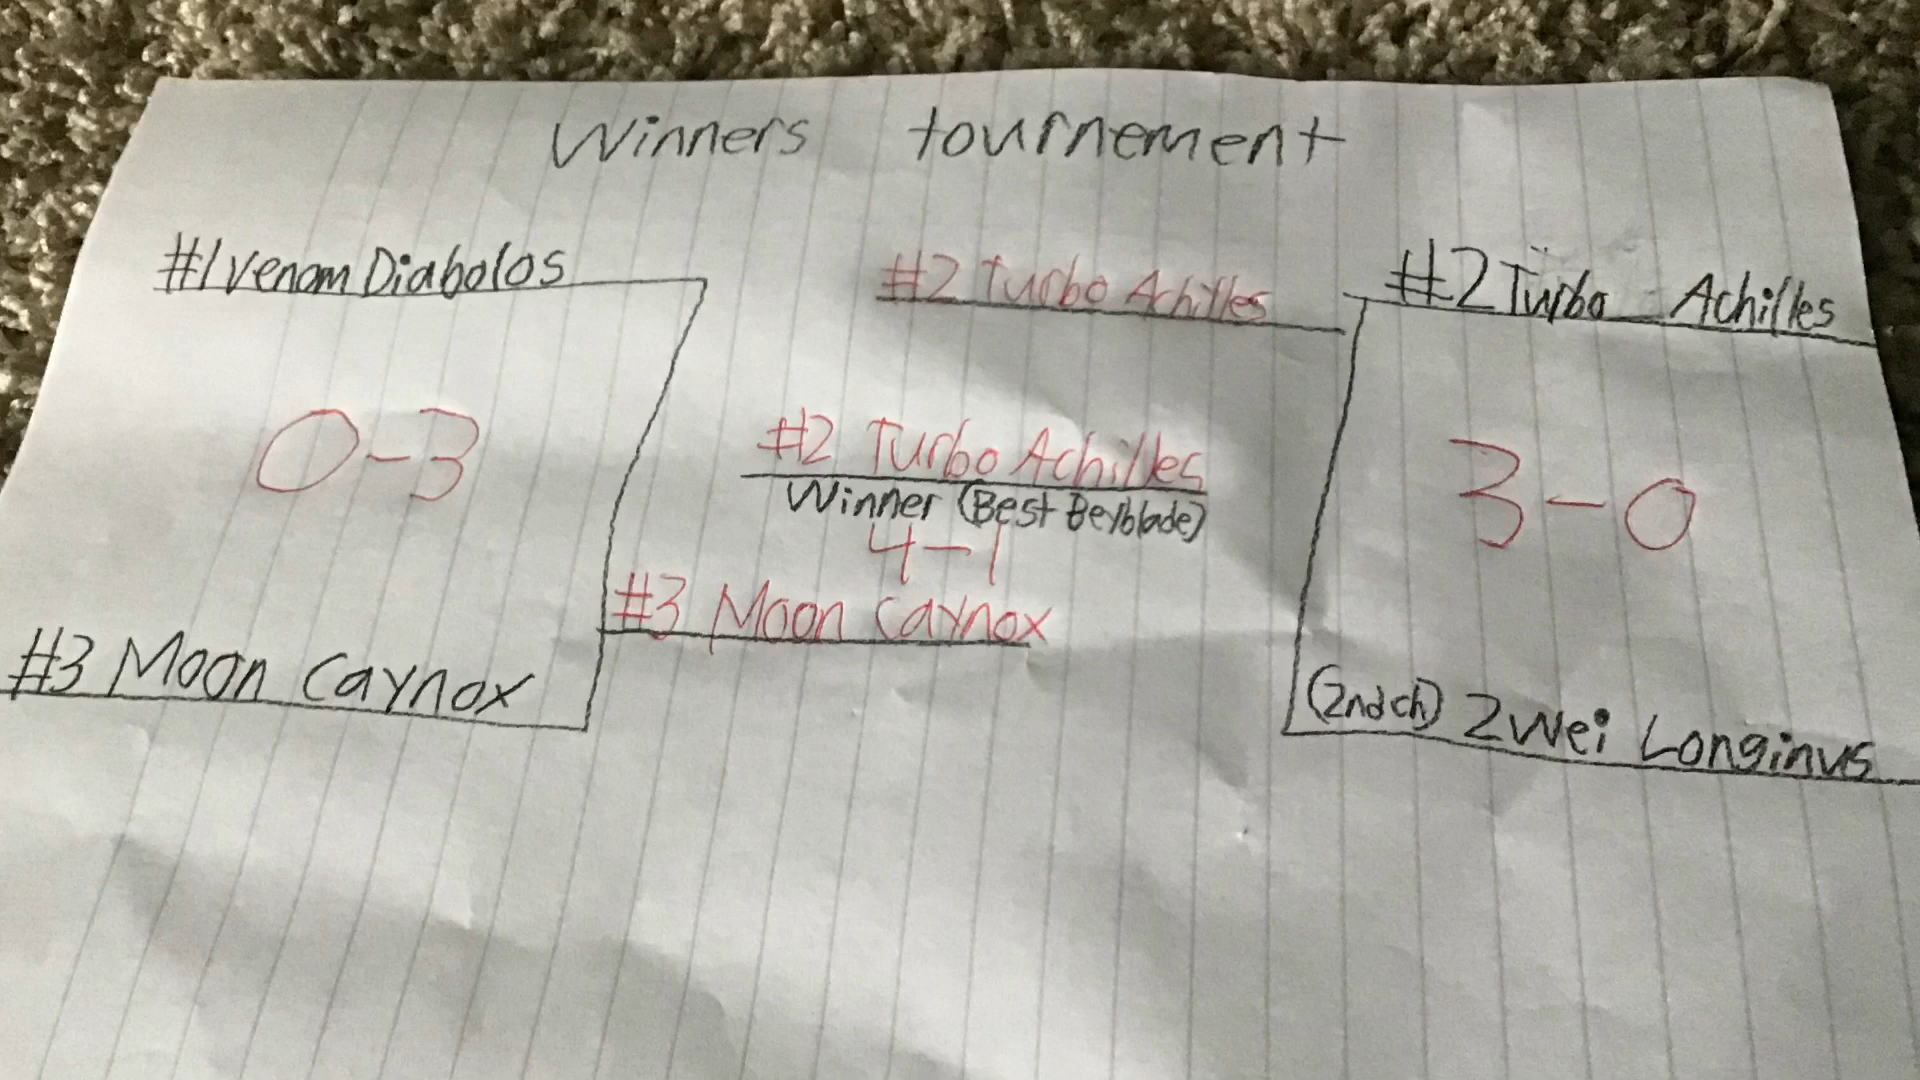 Winners tournement
#1 Venom Diabolos
#2 Turbo Achilles
#2 Turbo Achilles
0-3
#2 Turbo Achilles
Winner (Best Beyblade)
4-1
3-0
#3 Moon Caynox
#3 Moon Caynox
(2nd ch) Zwei Longinus